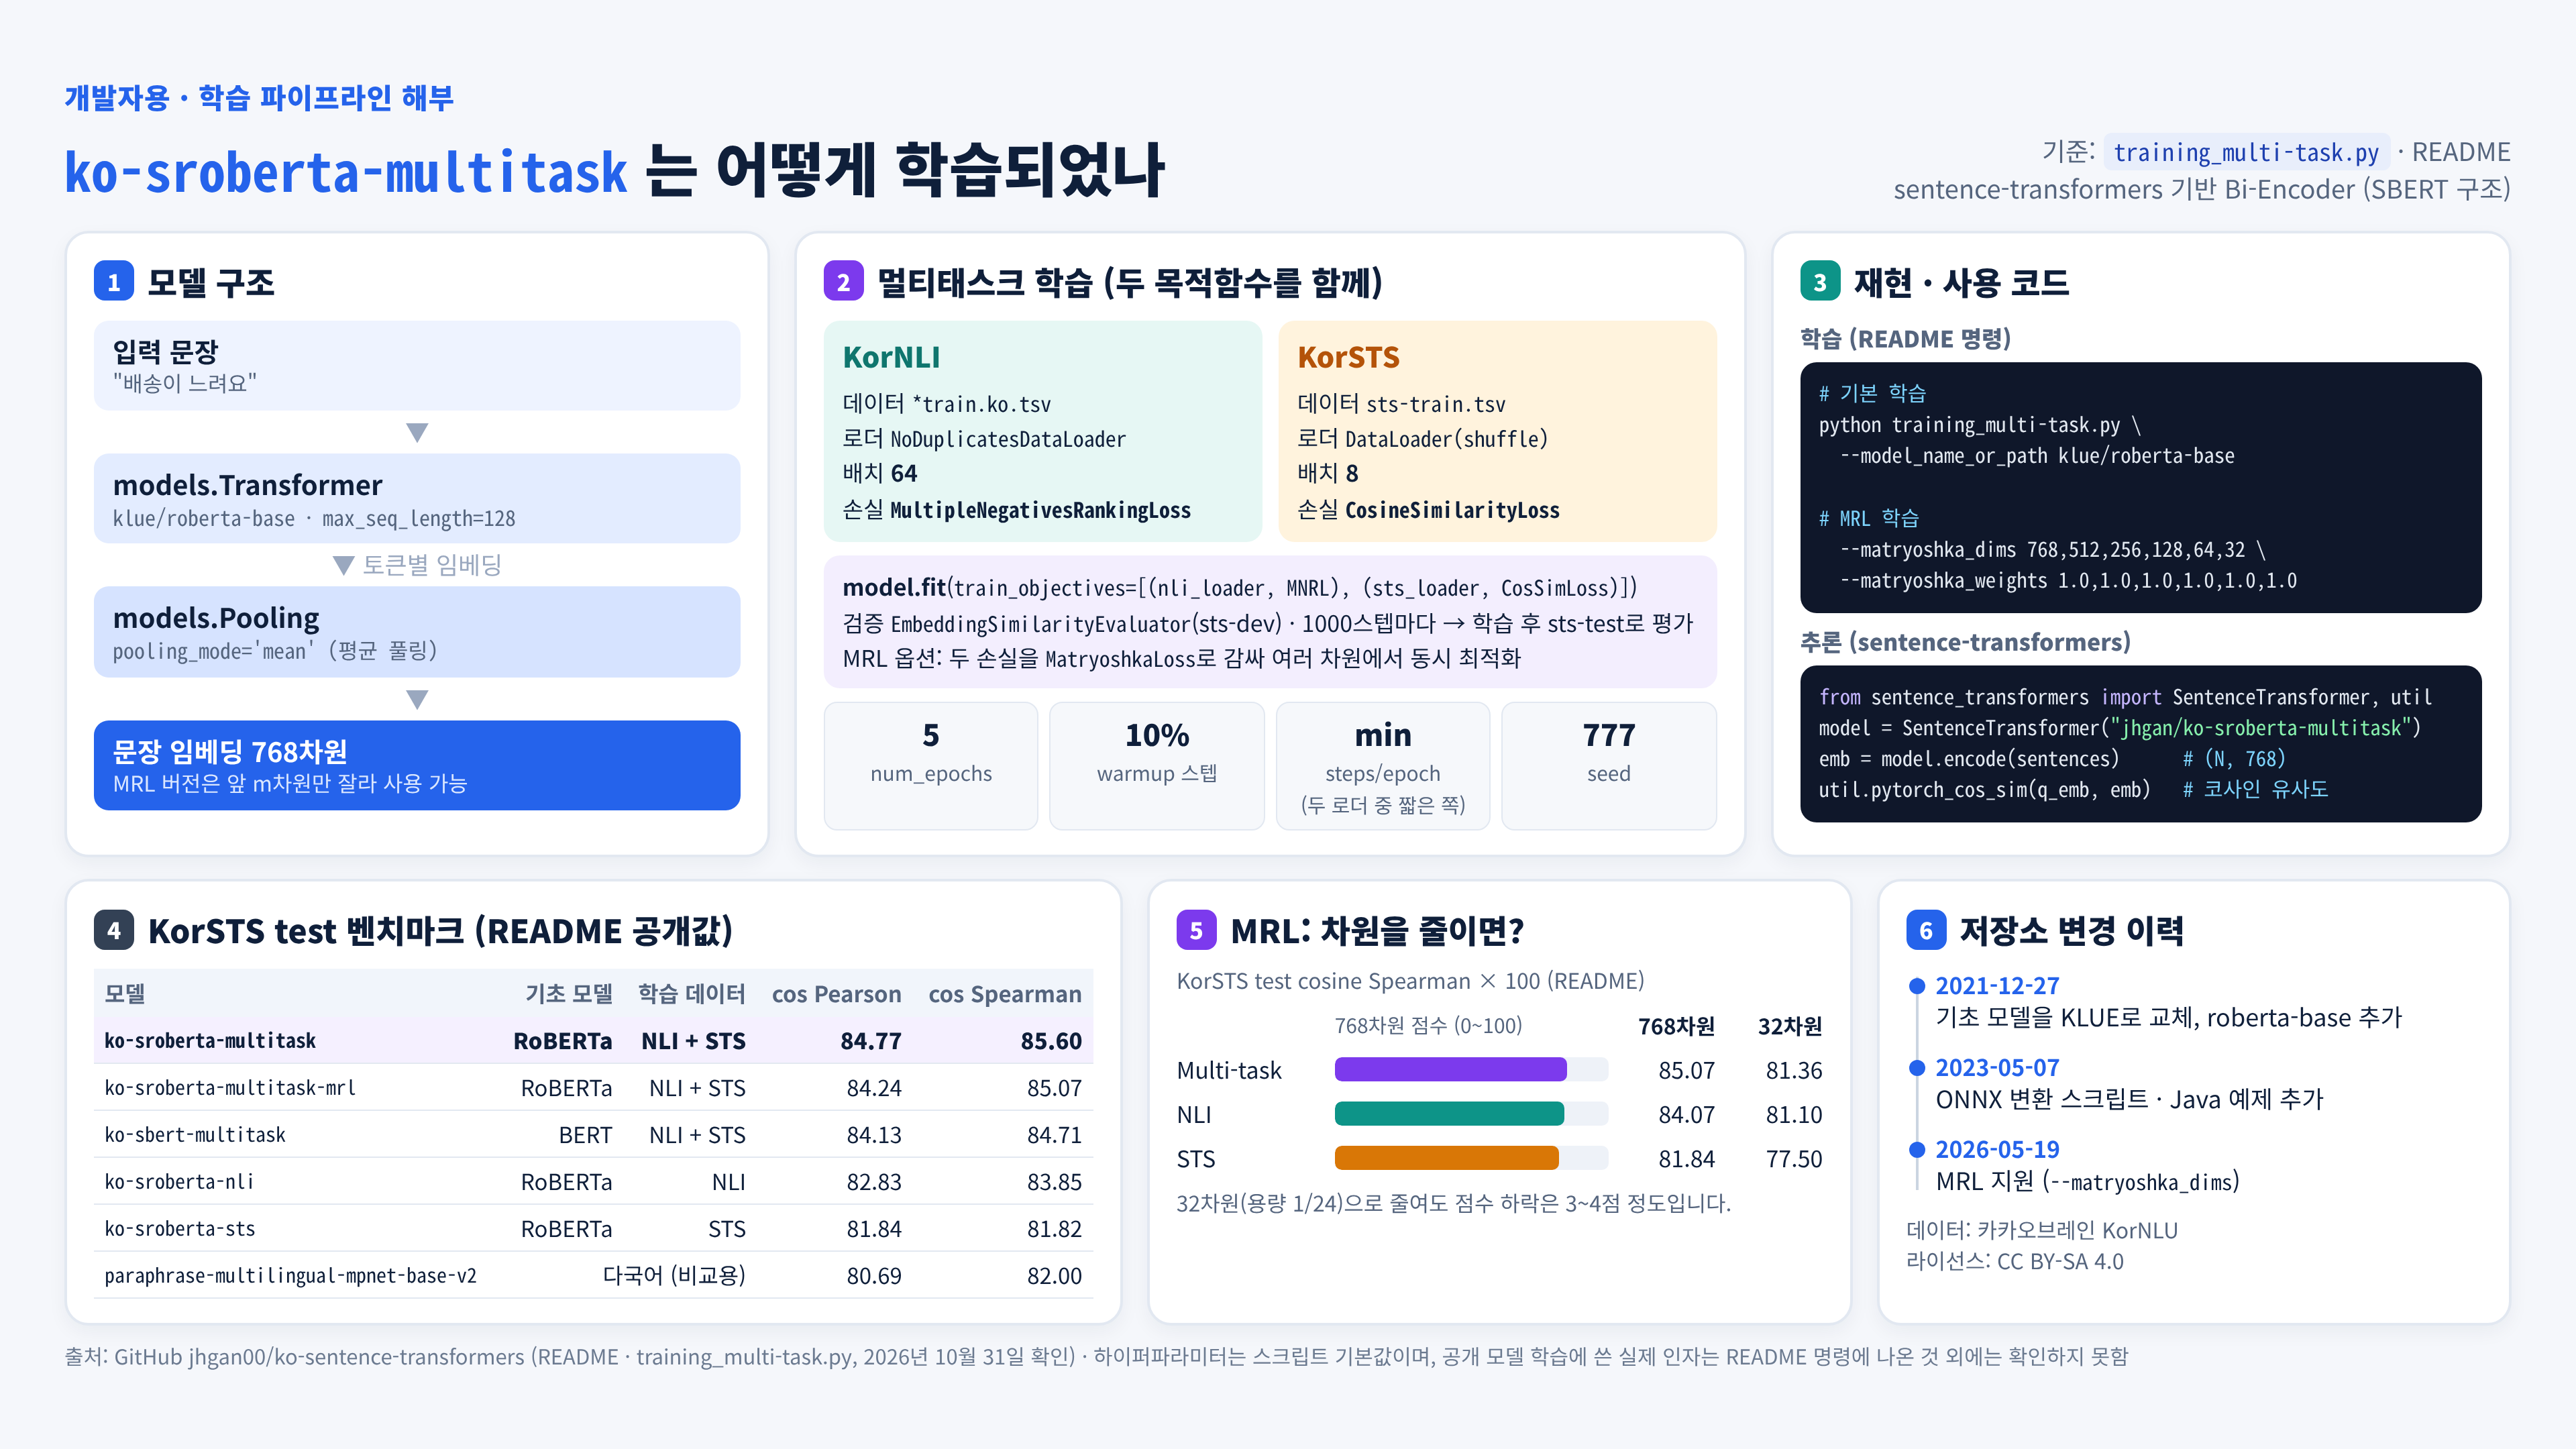 개발자용 · 학습 파이프라인 해부
ko-sroberta-multitask 는 어떻게 학습되었나
기준: training_multi-task.py · README
sentence-transformers 기반 Bi-Encoder (SBERT 구조)
1 모델 구조
입력 문장
"배송이 느려요"
▼
models.Transformer
klue/roberta-base · max_seq_length=128
▼ 토큰별 임베딩
models.Pooling
pooling_mode='mean' (평균 풀링)
▼
문장 임베딩 768차원
MRL 버전은 앞 m차원만 잘라 사용 가능
2 멀티태스크 학습 (두 목적함수를 함께)
KorNLI
데이터 *train.ko.tsv
로더 NoDuplicatesDataLoader
배치 64
손실 MultipleNegativesRankingLoss
KorSTS
데이터 sts-train.tsv
로더 DataLoader(shuffle)
배치 8
손실 CosineSimilarityLoss
model.fit(train_objectives=[(nli_loader, MNRL), (sts_loader, CosSimLoss)])
검증 EmbeddingSimilarityEvaluator(sts-dev) · 1000스텝마다 → 학습 후 sts-test로 평가
MRL 옵션: 두 손실을 MatryoshkaLoss로 감싸 여러 차원에서 동시 최적화
5
num_epochs
10%
warmup 스텝
min
steps/epoch
(두 로더 중 짧은 쪽)
777
seed
3 재현 · 사용 코드
학습 (README 명령)
# 기본 학습
python training_multi-task.py \
--model_name_or_path klue/roberta-base
# MRL 학습
--matryoshka_dims 768,512,256,128,64,32 \
--matryoshka_weights 1.0,1.0,1.0,1.0,1.0,1.0
추론 (sentence-transformers)
from sentence_transformers import SentenceTransformer, util
model = SentenceTransformer("jhgan/ko-sroberta-multitask")
emb = model.encode(sentences) # (N, 768)
util.pytorch_cos_sim(q_emb, emb) # 코사인 유사도
4 KorSTS test 벤치마크 (README 공개값)
모델 기초 모델 학습 데이터 cos Pearson cos Spearman
ko-sroberta-multitask RoBERTa NLI + STS 84.77 85.60
ko-sroberta-multitask-mrl RoBERTa NLI + STS 84.24 85.07
ko-sbert-multitask BERT NLI + STS 84.13 84.71
ko-sroberta-nli RoBERTa NLI 82.83 83.85
ko-sroberta-sts RoBERTa STS 81.84 81.82
paraphrase-multilingual-mpnet-base-v2 다국어 (비교용) 80.69 82.00
5 MRL: 차원을 줄이면?
KorSTS test cosine Spearman × 100 (README)
768차원 점수 (0~100) 768차원 32차원
Multi-task 85.07 81.36
NLI 84.07 81.10
STS 81.84 77.50
32차원(용량 1/24)으로 줄여도 점수 하락은 3~4점 정도입니다.
6 저장소 변경 이력
2021-12-27
기초 모델을 KLUE로 교체, roberta-base 추가
2023-05-07
ONNX 변환 스크립트 · Java 예제 추가
2026-05-19
MRL 지원 (--matryoshka_dims)
데이터: 카카오브레인 KorNLU
라이선스: CC BY-SA 4.0
출처: GitHub jhgan00/ko-sentence-transformers (README · training_multi-task.py, 2026년 10월 31일 확인) · 하이퍼파라미터는 스크립트 기본값이며, 공개 모델 학습에 쓴 실제 인자는 README 명령에 나온 것 외에는 확인하지 못함